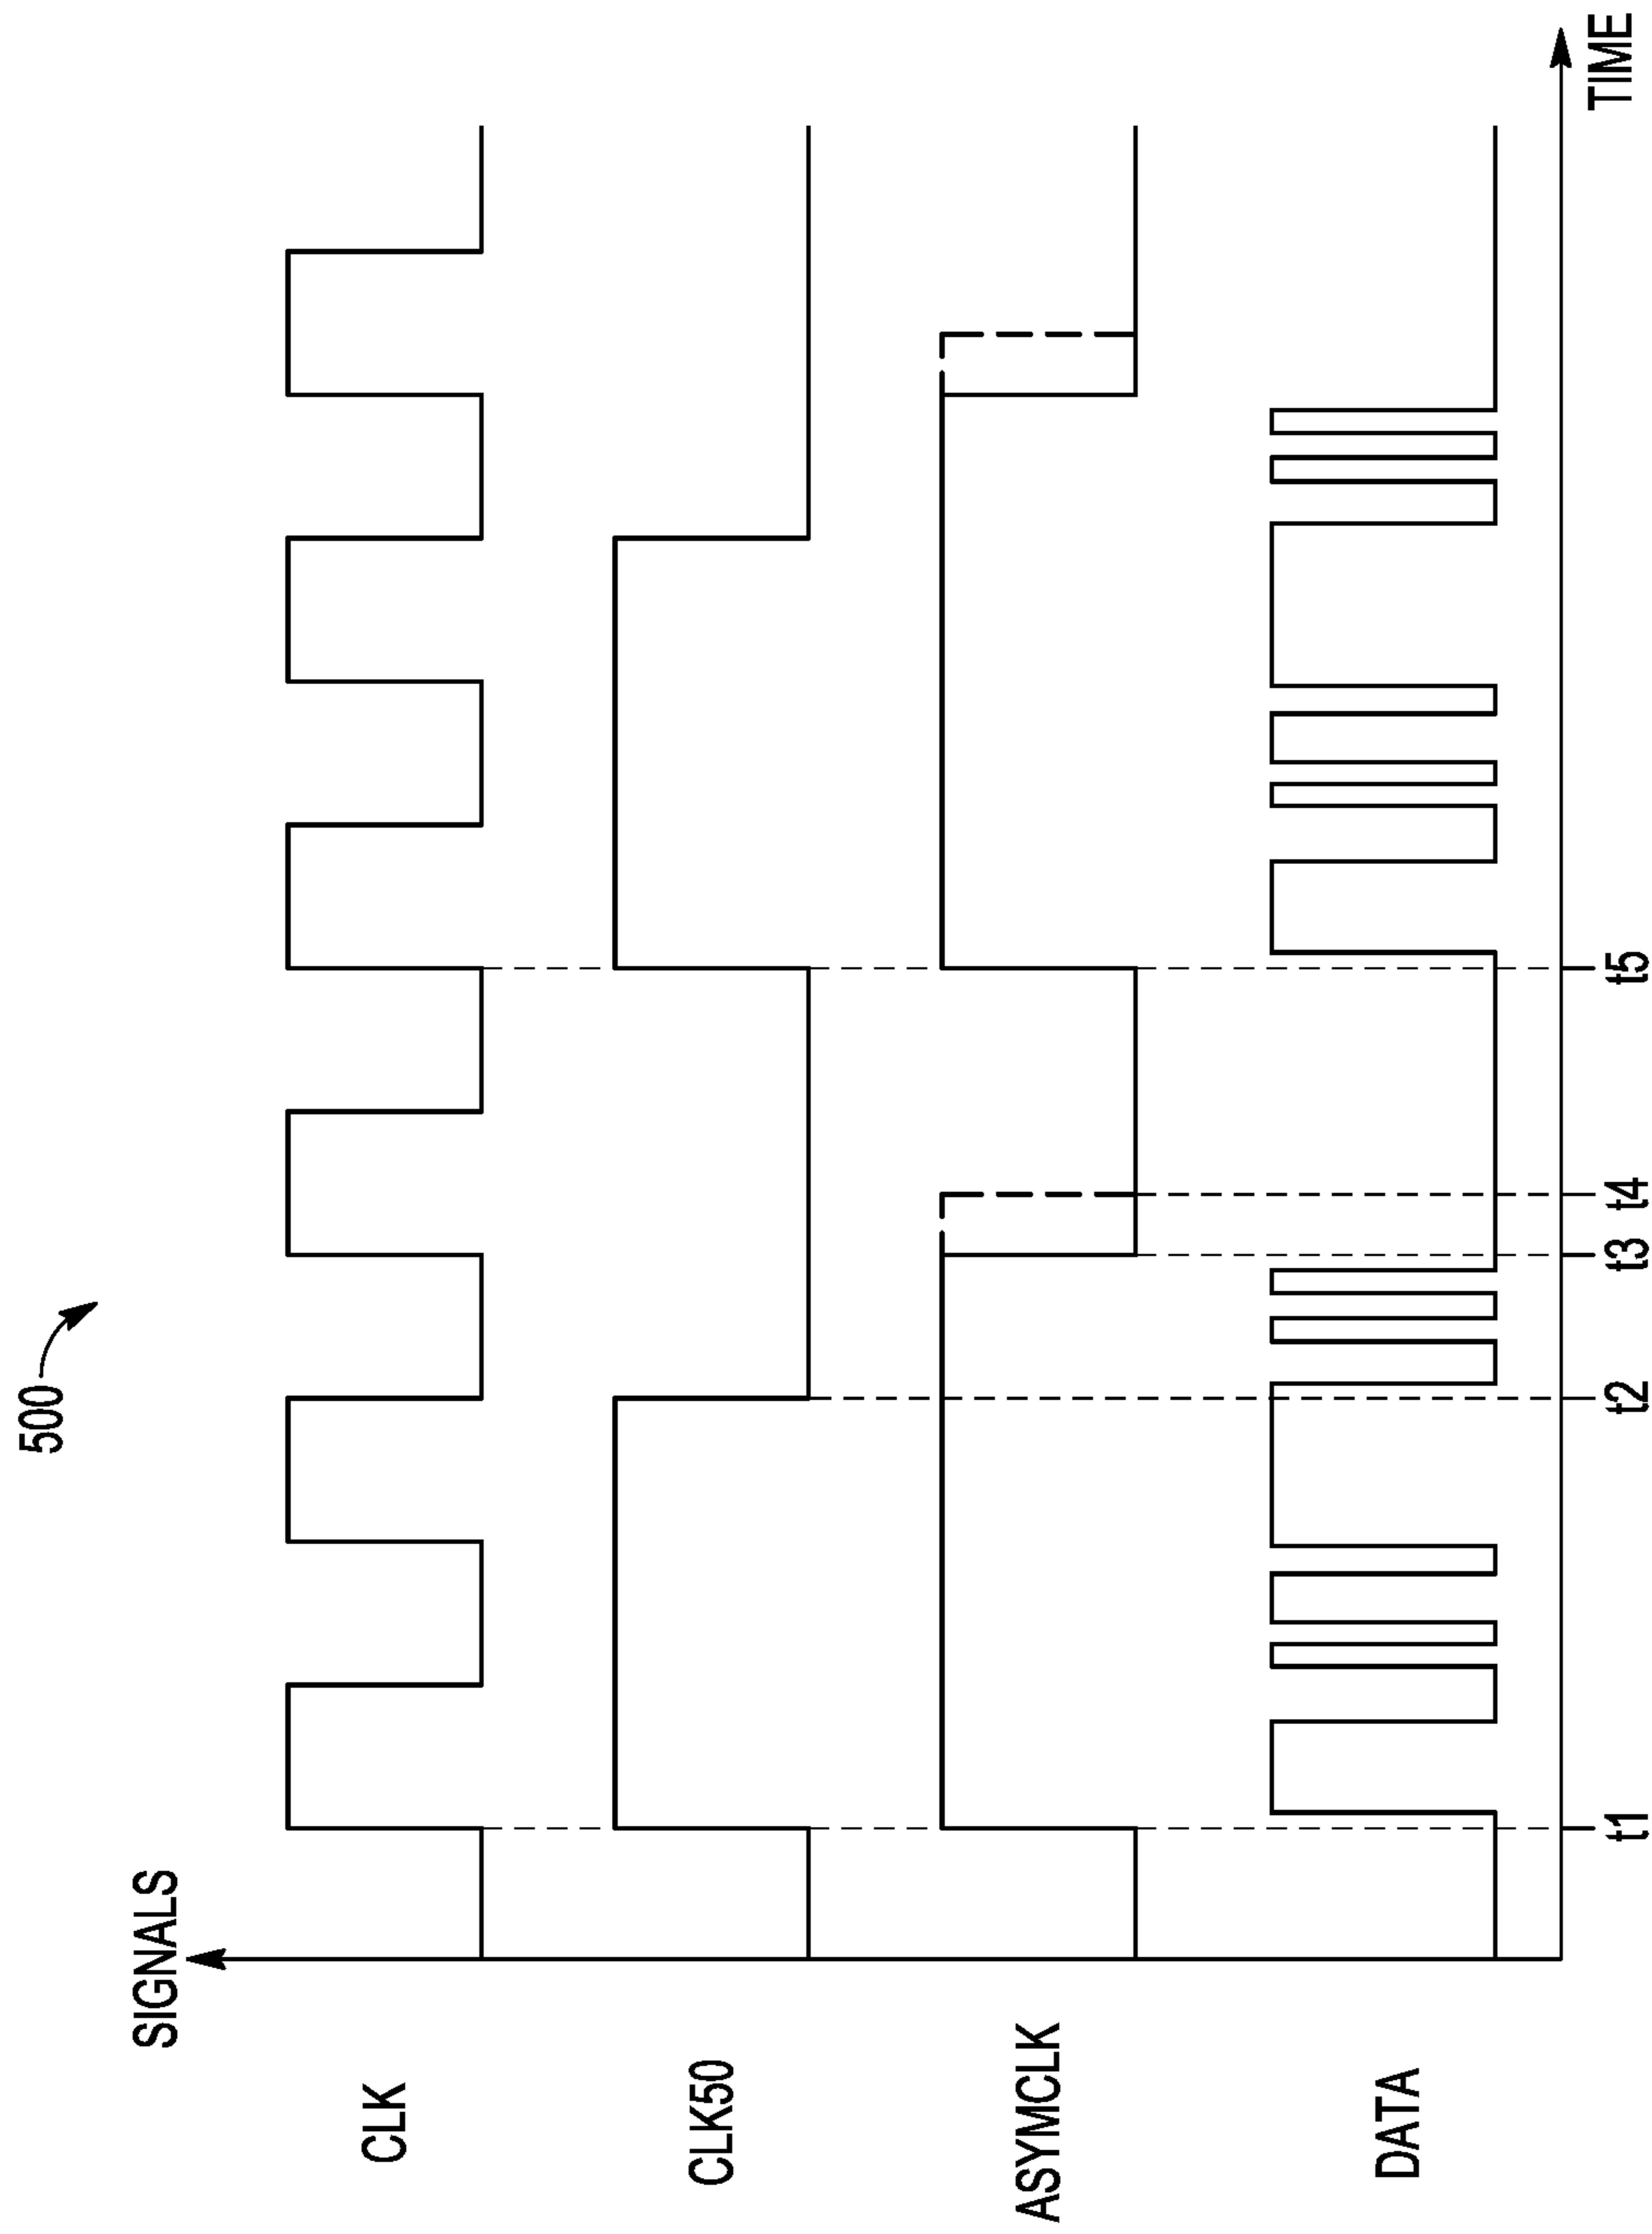 500
SIGNALS
CLK
CLK50
ASYMCLK
DATA
t1 t2 t3 t4 t5
TIME